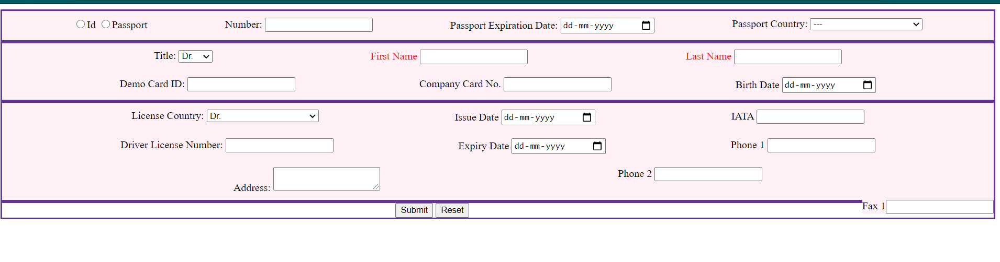 Id Passport Number: Passport Expiration Date: dd-mm-yyyy Passport Country: ---
Title: Dr. First Name Last Name
Demo Card ID: Company Card No. Birth Date dd-mm-yyyy
License Country: Dr. Issue Date dd-mm-yyyy IATA
Driver License Number: Expiry Date dd-mm-yyyy Phone 1
Address: Phone 2
Submit Reset Fax 1